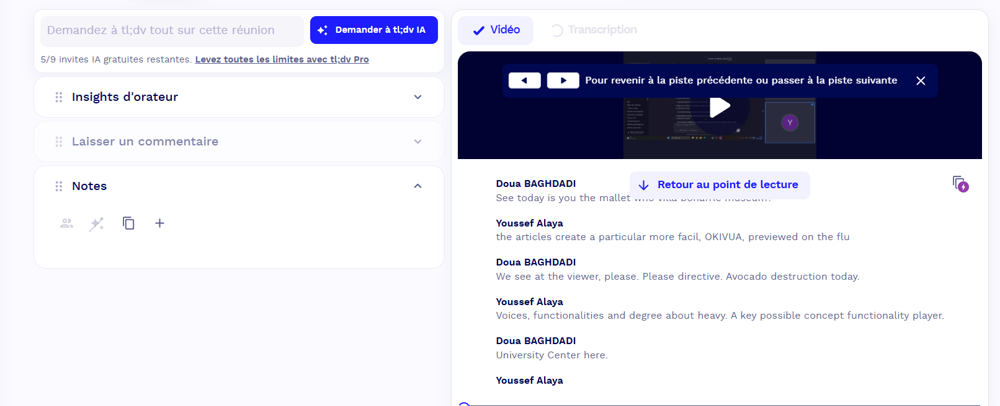 Demandez à tl;dv tout sur cette réunion
Demander à tl;dv IA
5/9 invites IA gratuites restantes. Levez toutes les limites avec tl;dv Pro
Insights d'orateur
Laisser un commentaire
Notes
Vidéo
Transcription
Pour revenir à la piste précédente ou passer à la piste suivante
Y
Doua BAGHDADI
Retour au point de lecture
See today is you the mallet who villa bonarric museum?
Youssef Alaya
the articles create a particular more facil, OKIVUA, previewed on the flu
Doua BAGHDADI
We see at the viewer, please. Please directive. Avocado destruction today.
Youssef Alaya
Voices, functionalities and degree about heavy. A key possible concept functionality player.
Doua BAGHDADI
University Center here.
Youssef Alaya